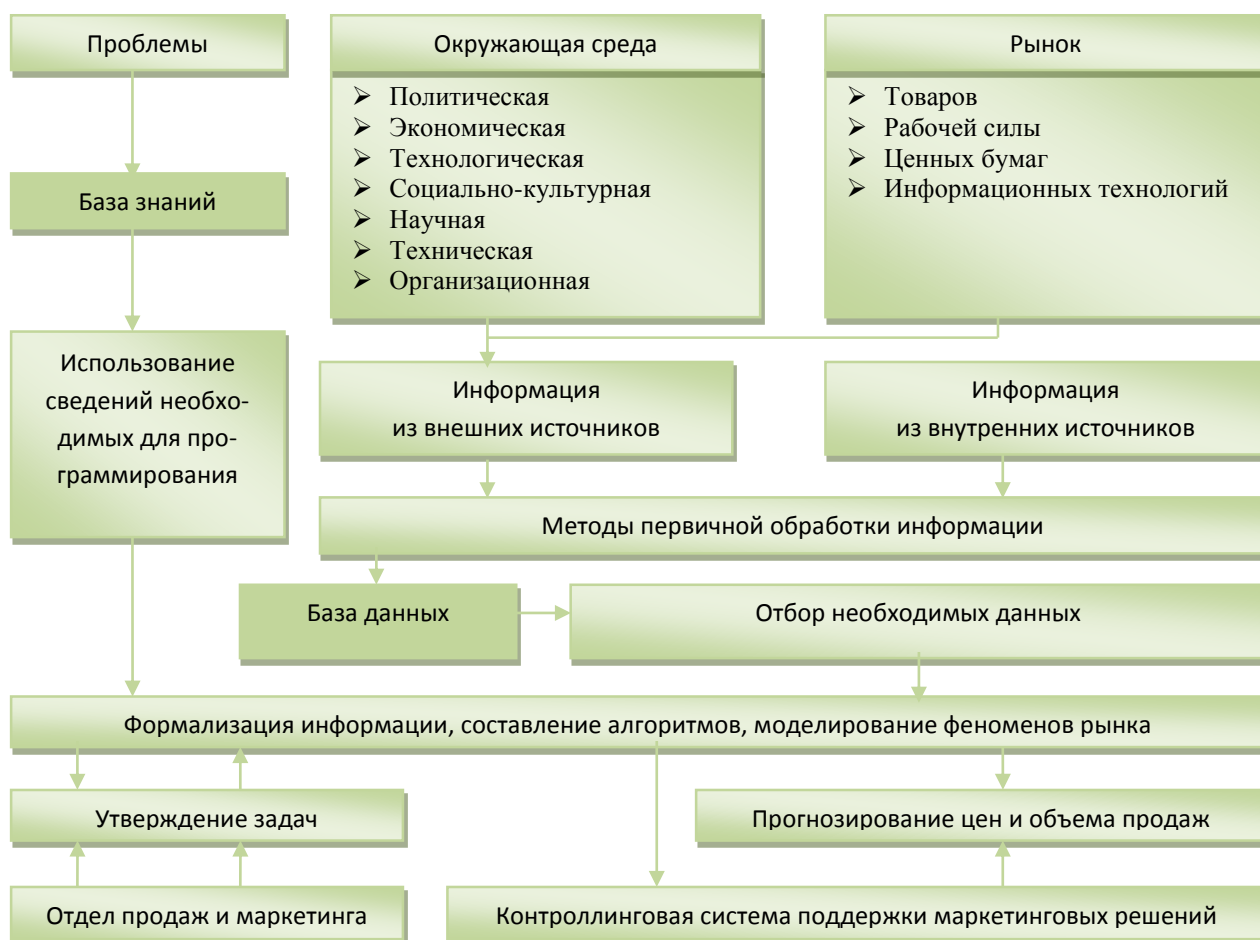 Проблемы
Окружающая среда
Рынок
➢ Политическая
➢ Экономическая
➢ Технологическая
➢ Социально-культурная
➢ Научная
➢ Техническая
➢ Организационная
➢ Товаров
➢ Рабочей силы
➢ Ценных бумаг
➢ Информационных технологий
База знаний
Использование
сведений необхо-
димых для про-
граммирования
Информация
из внешних источников
Информация
из внутренних источников
Методы первичной обработки информации
База данных
Отбор необходимых данных
Формализация информации, составление алгоритмов, моделирование феноменов рынка
Утверждение задач
Прогнозирование цен и объема продаж
Отдел продаж и маркетинга
Контроллинговая система поддержки маркетинговых решений